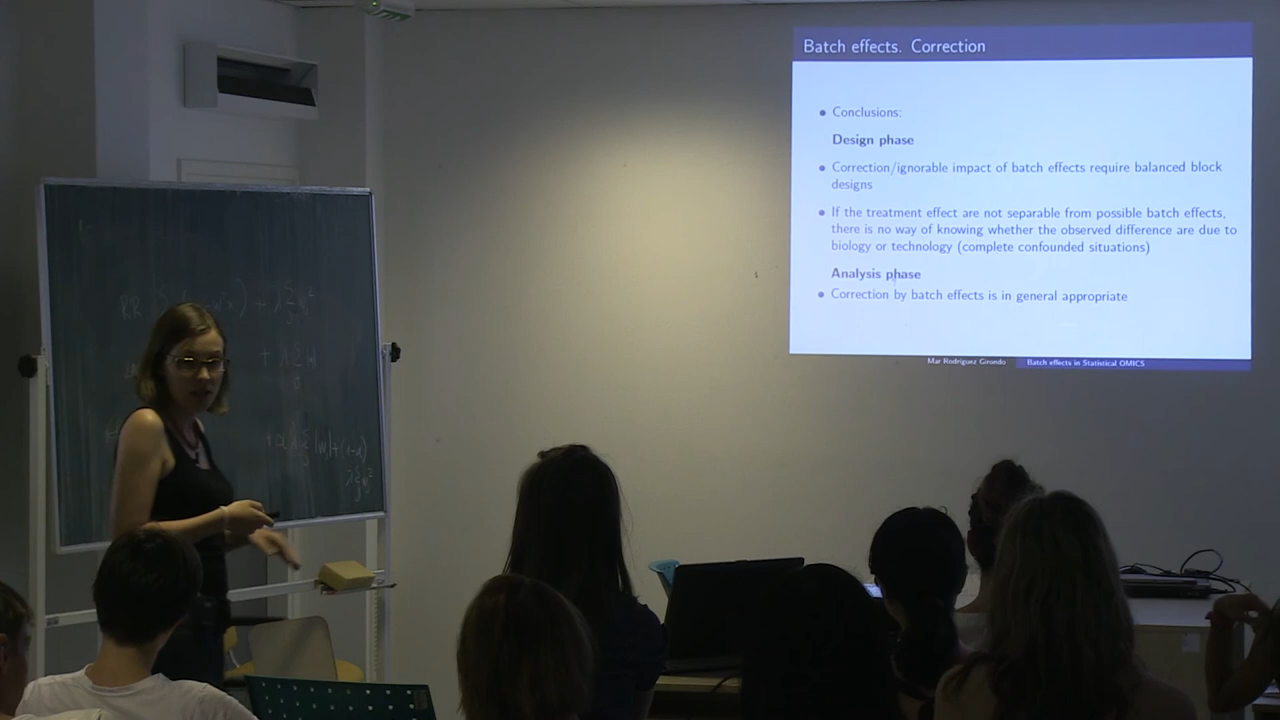 Batch effects. Correction
Conclusions:
Design phase
Correction/ignorable impact of batch effects require balanced block
designs
If the treatment effect are not separable from possible batch effects,
there is no way of knowing whether the observed difference are due to
biology or technology (complete confounded situations)
Analysis phase
Correction by batch effects is in general appropriate
Mar Rodríguez Girondo Batch effects in Statistical OMICS